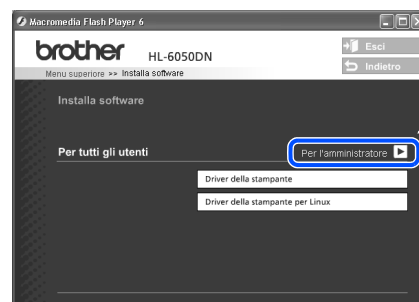 Macromedia Flash Player 6
brother HL-6050DN
Esci
Indietro
Menu superiore >> Installa software
Installa software
Per tutti gli utenti
Per l'amministratore
Driver della stampante
Driver della stampante per Linux